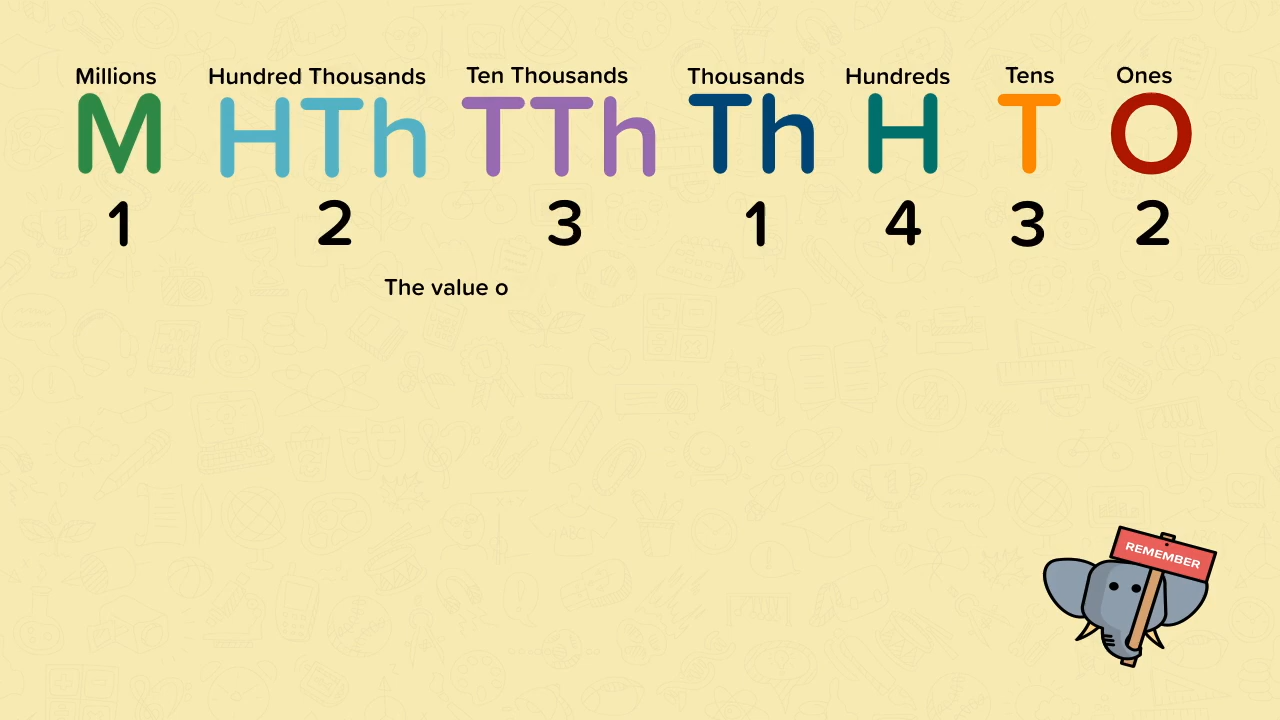 Millions Hundred Thousands Ten Thousands Thousands Hundreds Tens Ones
M HTh TTh Th H T O
1 2 3 1 4 3 2
The value o
REMEMBER